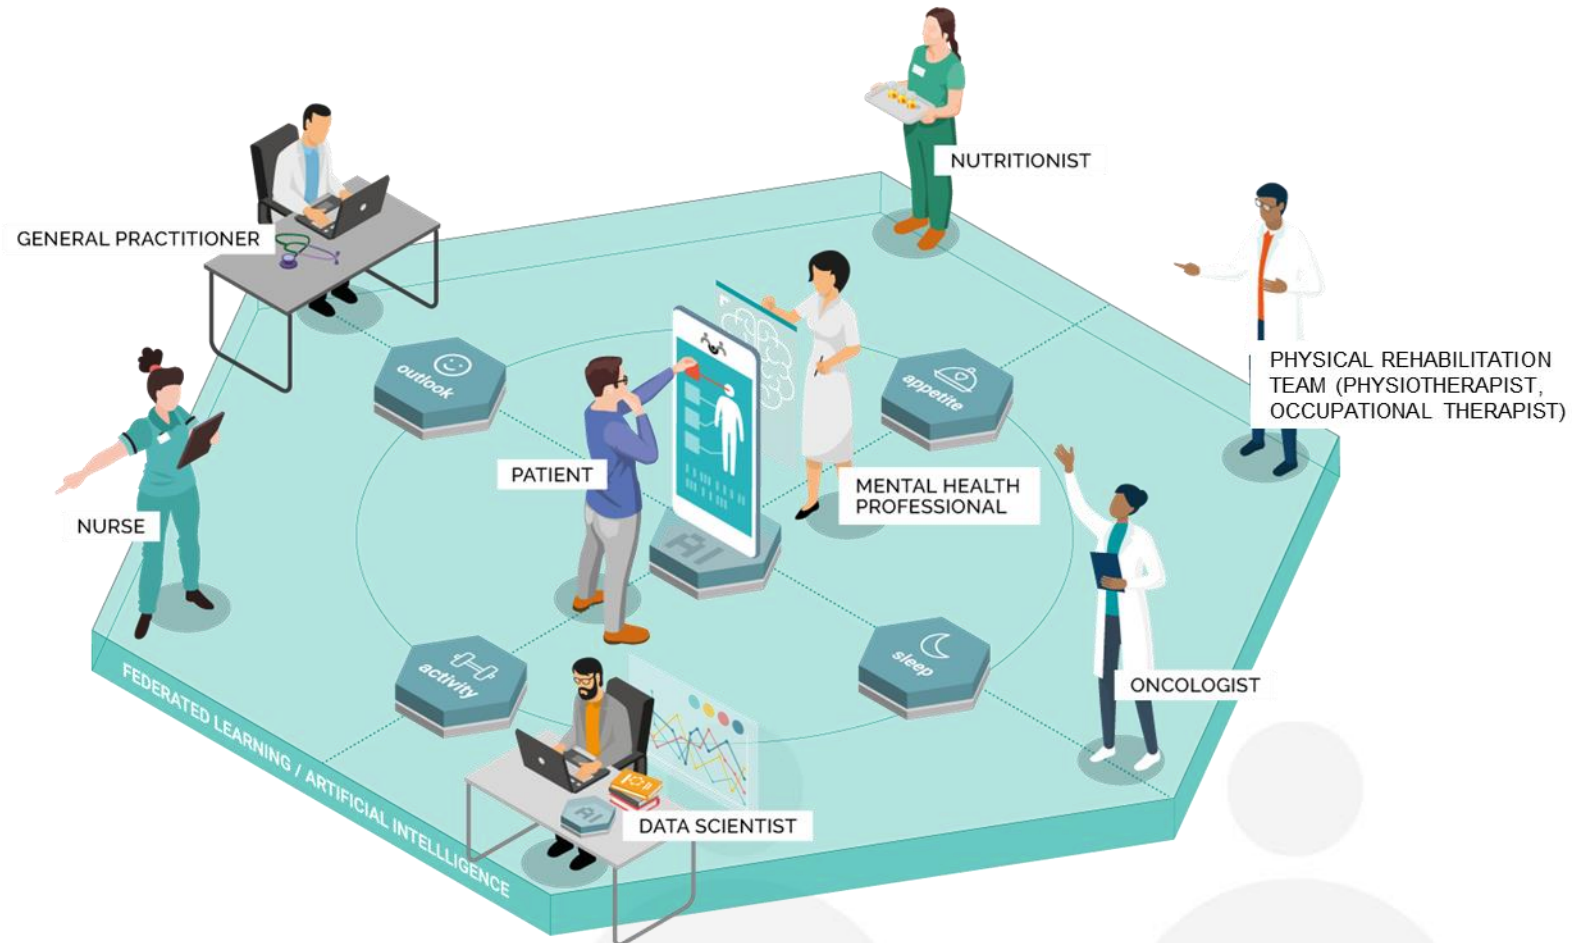 NUTRITIONIST
GENERAL PRACTITIONER
PHYSICAL REHABILITATION
TEAM (PHYSIOTHERAPIST,
OCCUPATIONAL THERAPIST)
outlook
appetite
PATIENT
MENTAL HEALTH
PROFESSIONAL
NURSE
AI
activity
sleep
ONCOLOGIST
FEDERATED LEARNING / ARTIFICIAL INTELLLIGENCE
AI
DATA SCIENTIST